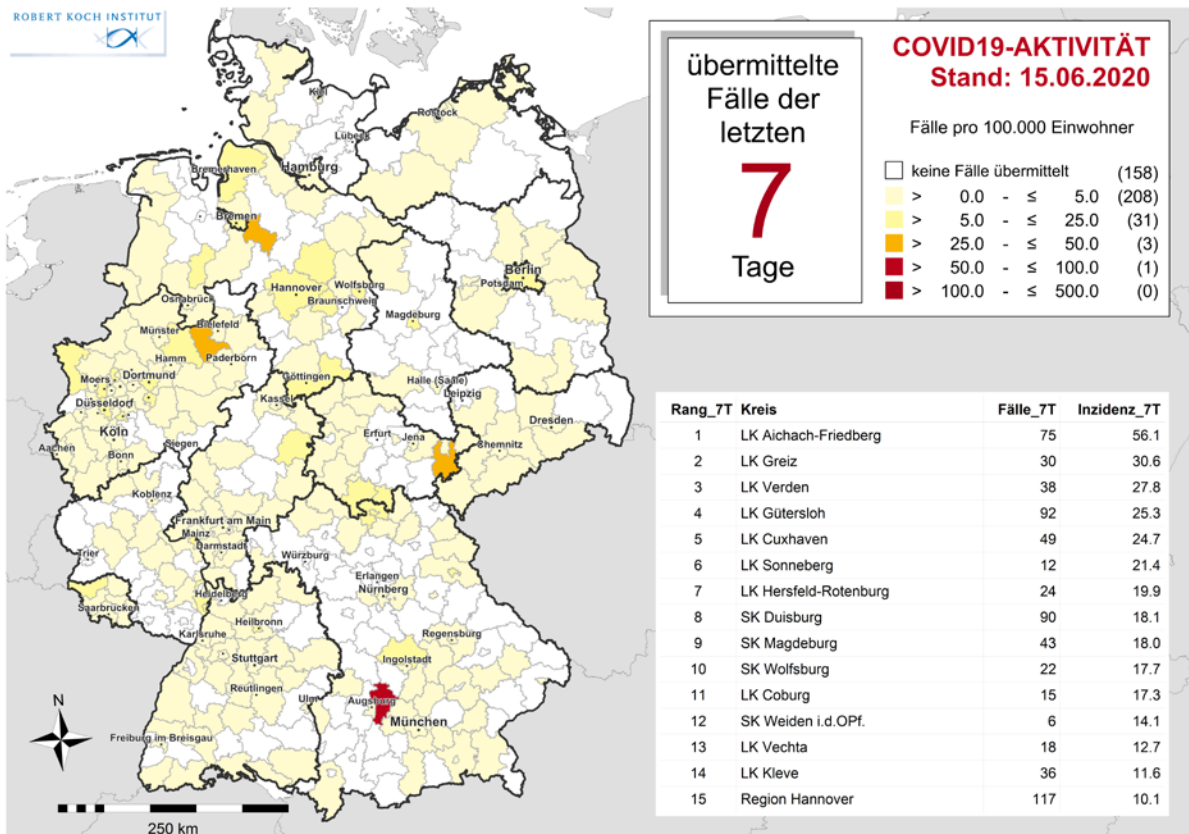 ROBERT KOCH INSTITUT
übermittelte
Fälle der
letzten
7
Tage
COVID19-AKTIVITÄT
Stand: 15.06.2020
Fälle pro 100.000 Einwohner
keine Fälle übermittelt (158)
> 0.0 - ≤ 5.0 (208)
> 5.0 - ≤ 25.0 (31)
> 25.0 - ≤ 50.0 (3)
> 50.0 - ≤ 100.0 (1)
> 100.0 - ≤ 500.0 (0)
Kiel
Rostock
Lübeck
Hamburg
Bremerhaven
Bremen
Berlin
Potsdam
Hannover
Wolfsburg
Braunschweig
Osnabrück
Magdeburg
Münster
Bielefeld
Hamm
Paderborn
Göttingen
Halle (Saale)
Leipzig
Moers
Dortmund
Düsseldorf
Kassel
Dresden
Köln
Siegen
Erfurt
Jena
Chemnitz
Aachen
Bonn
Koblenz
Frankfurt am Main
Mainz
Darmstadt
Würzburg
Trier
Erlangen
Nürnberg
Saarbrücken
Heidelberg
Heilbronn
Karlsruhe
Regensburg
Stuttgart
Ingolstadt
Reutlingen
Ulm
Augsburg
München
Freiburg im Breisgau
N
250 km
Rang_7T Kreis Fälle_7T Inzidenz_7T
1 LK Aichach-Friedberg 75 56.1
2 LK Greiz 30 30.6
3 LK Verden 38 27.8
4 LK Gütersloh 92 25.3
5 LK Cuxhaven 49 24.7
6 LK Sonneberg 12 21.4
7 LK Hersfeld-Rotenburg 24 19.9
8 SK Duisburg 90 18.1
9 SK Magdeburg 43 18.0
10 SK Wolfsburg 22 17.7
11 LK Coburg 15 17.3
12 SK Weiden i.d.OPf. 6 14.1
13 LK Vechta 18 12.7
14 LK Kleve 36 11.6
15 Region Hannover 117 10.1